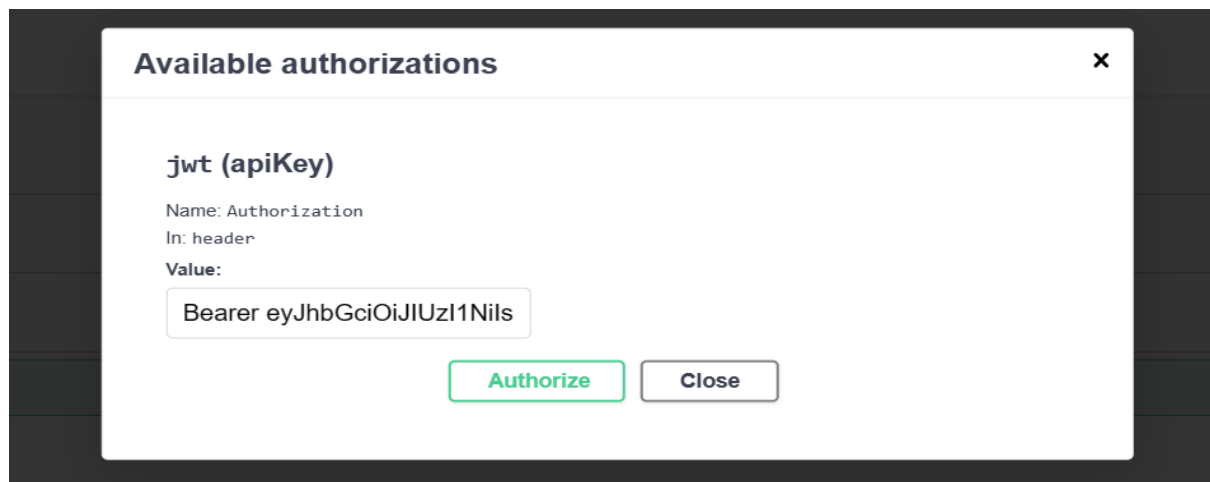 Available authorizations
jwt (apiKey)
Name: Authorization
In: header
Value:
Bearer eyJhbGciOiJIUzI1NiIs
Authorize Close